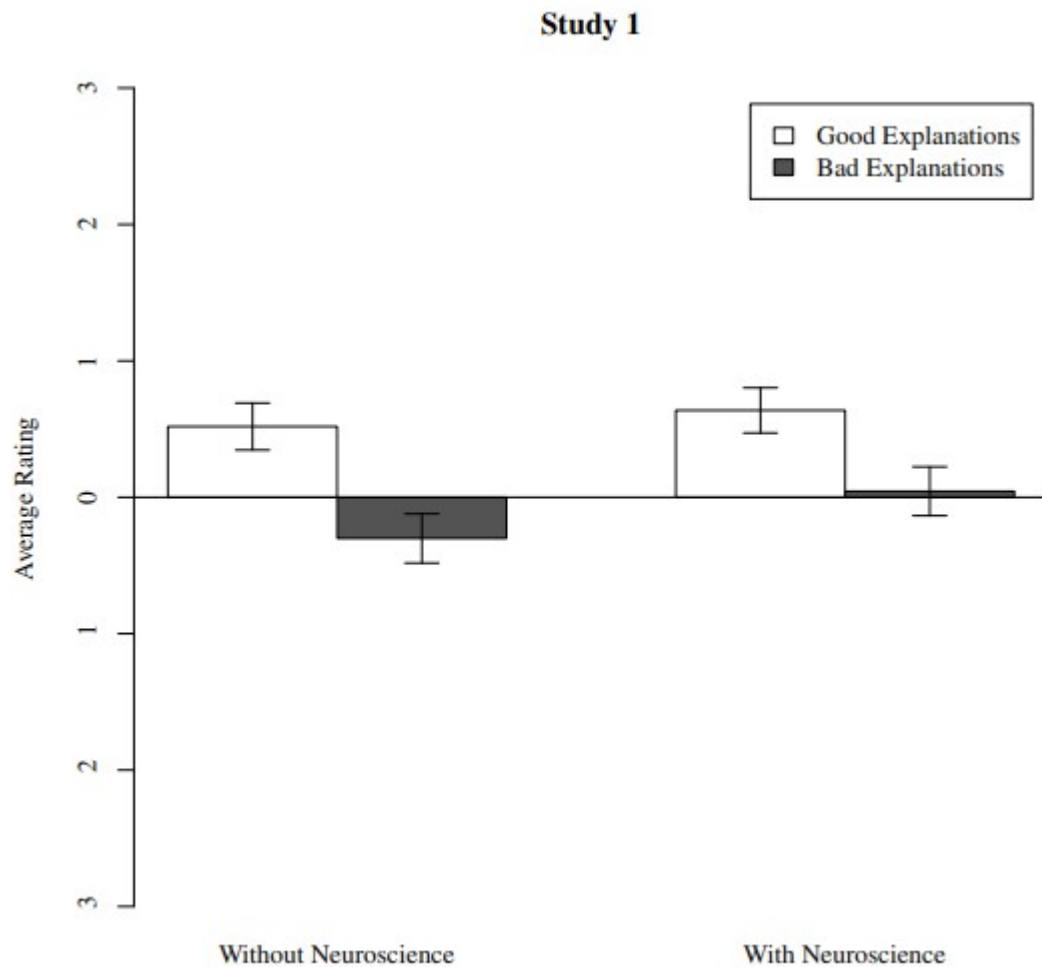 Study 1
3
2
1
0
1
2
3
Average Rating
Good Explanations
Bad Explanations
Without Neuroscience
With Neuroscience